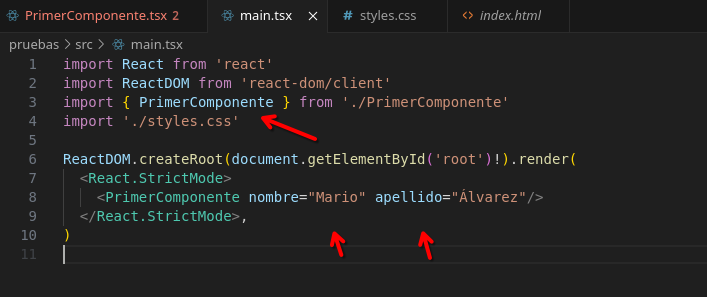 PrimerComponente.tsx 2 main.tsx × # styles.css <> index.html
pruebas > src > main.tsx
1 import React from 'react'
2 import ReactDOM from 'react-dom/client'
3 import { PrimerComponente } from './PrimerComponente'
4 import './styles.css'
5
6 ReactDOM.createRoot(document.getElementById('root')!).render(
7 <React.StrictMode>
8 <PrimerComponente nombre="Mario" apellido="Álvarez"/>
9 </React.StrictMode>,
10 )
11